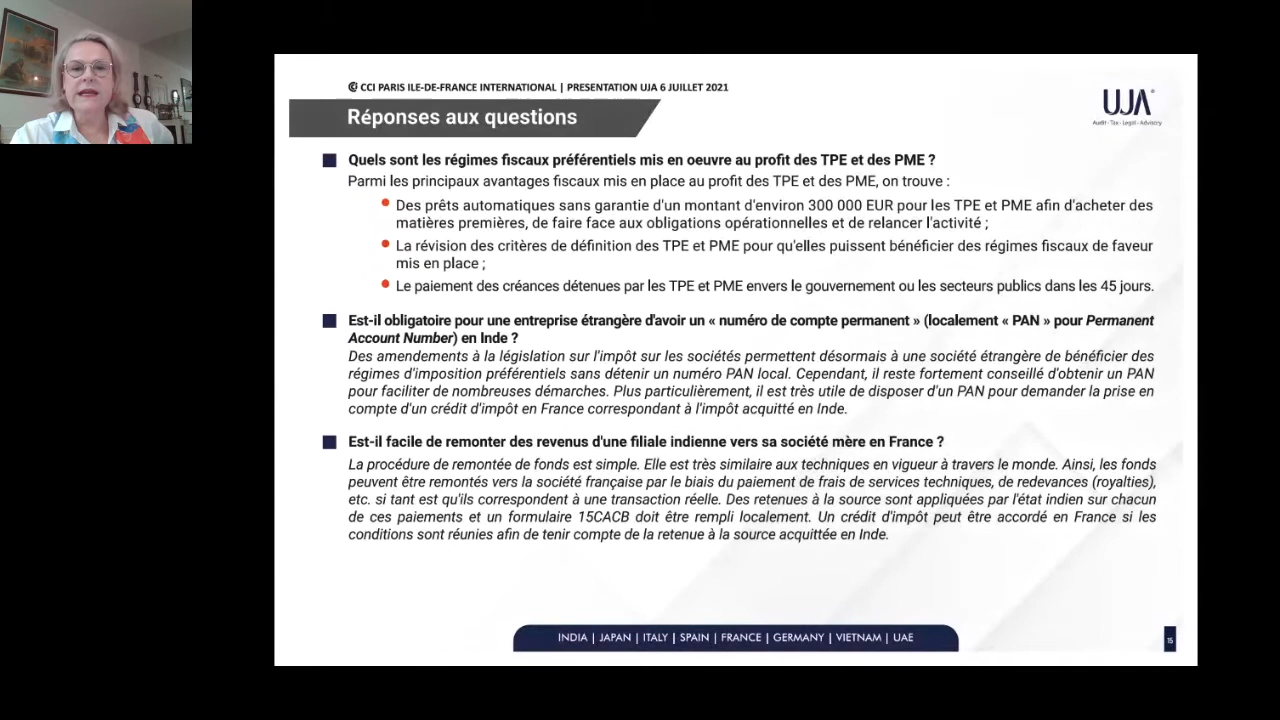 CCI PARIS ILE-DE-FRANCE INTERNATIONAL | PRESENTATION UJA 6 JUILLET 2021
Réponses aux questions
UJA
Audit - Tax - Legal - Advisory
Quels sont les régimes fiscaux préférentiels mis en oeuvre au profit des TPE et des PME ?
Parmi les principaux avantages fiscaux mis en place au profit des TPE et des PME, on trouve :
Des prêts automatiques sans garantie d'un montant d'environ 300 000 EUR pour les TPE et PME afin d'acheter des
matières premières, de faire face aux obligations opérationnelles et de relancer l'activité ;
La révision des critères de définition des TPE et PME pour qu'elles puissent bénéficier des régimes fiscaux de faveur
mis en place ;
Le paiement des créances détenues par les TPE et PME envers le gouvernement ou les secteurs publics dans les 45 jours.
Est-il obligatoire pour une entreprise étrangère d'avoir un « numéro de compte permanent » (localement « PAN » pour Permanent
Account Number) en Inde ?
Des amendements à la législation sur l'impôt sur les sociétés permettent désormais à une société étrangère de bénéficier des
régimes d'imposition préférentiels sans détenir un numéro PAN local. Cependant, il reste fortement conseillé d'obtenir un PAN
pour faciliter de nombreuses démarches. Plus particulièrement, il est très utile de disposer d'un PAN pour demander la prise en
compte d'un crédit d'impôt en France correspondant à l'impôt acquitté en Inde.
Est-il facile de remonter des revenus d'une filiale indienne vers sa société mère en France ?
La procédure de remontée de fonds est simple. Elle est très similaire aux techniques en vigueur à travers le monde. Ainsi, les fonds
peuvent être remontés vers la société française par le biais du paiement de frais de services techniques, de redevances (royalties),
etc. si tant est qu'ils correspondent à une transaction réelle. Des retenues à la source sont appliquées par l'état indien sur chacun
de ces paiements et un formulaire 15CACB doit être rempli localement. Un crédit d'impôt peut être accordé en France si les
conditions sont réunies afin de tenir compte de la retenue à la source acquittée en Inde.
INDIA | JAPAN | ITALY | SPAIN | FRANCE | GERMANY | VIETNAM | UAE
15